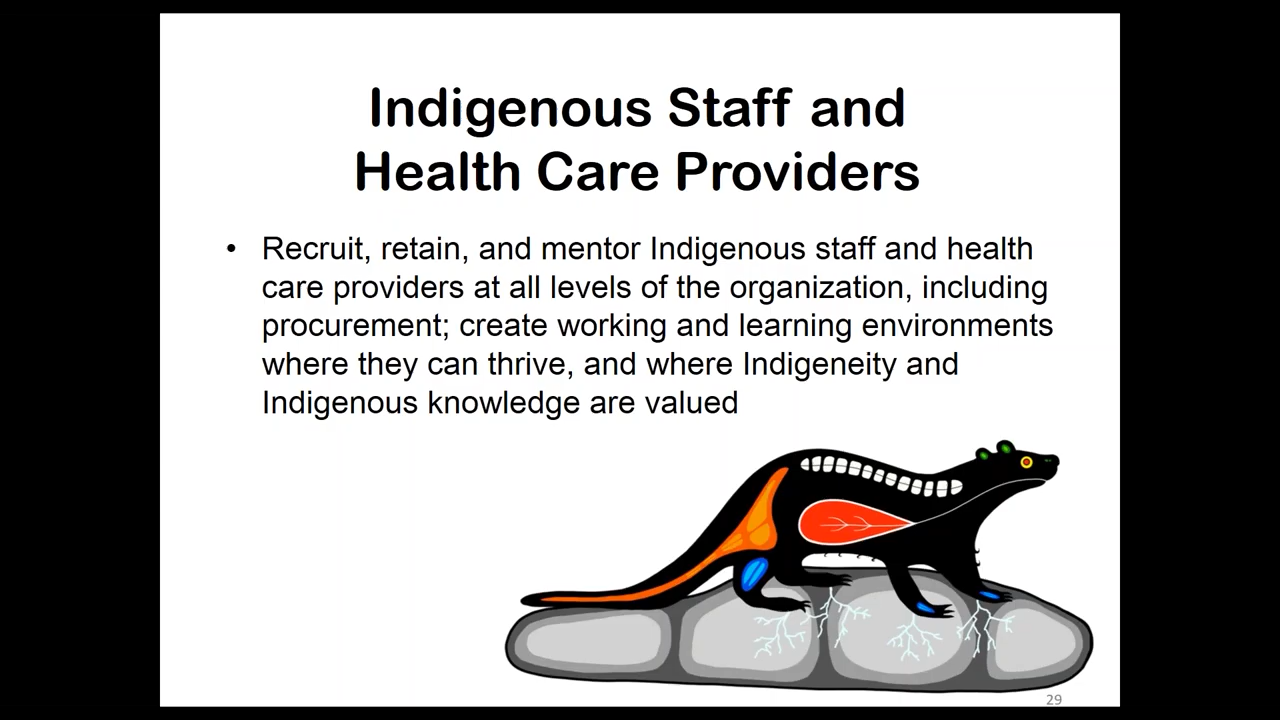 Indigenous Staff and
Health Care Providers
• Recruit, retain, and mentor Indigenous staff and health
care providers at all levels of the organization, including
procurement; create working and learning environments
where they can thrive, and where Indigeneity and
Indigenous knowledge are valued
29